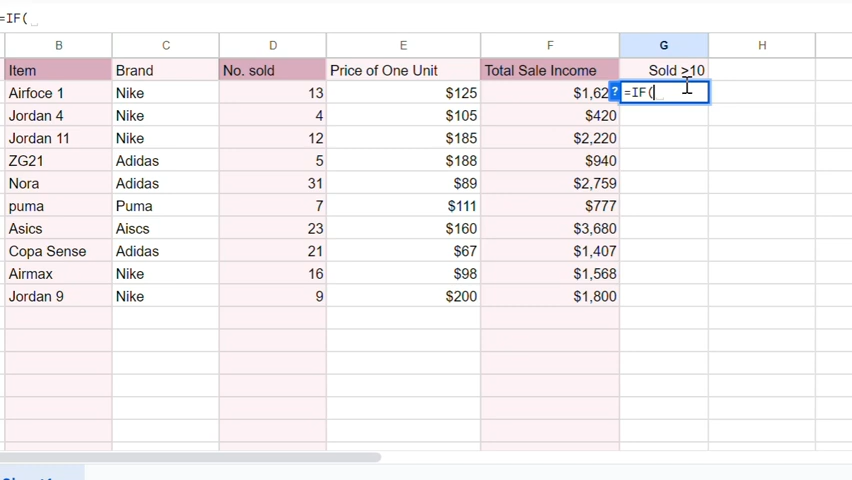 =IF(
B C D E F G H
Item Brand No. sold Price of One Unit Total Sale Income Sold >10
Airfoce 1 Nike 13 $125 ? =IF(
Jordan 4 Nike 4 $105 $420
Jordan 11 Nike 12 $185 $2,220
ZG21 Adidas 5 $188 $940
Nora Adidas 31 $89 $2,759
puma Puma 7 $111 $777
Asics Aiscs 23 $160 $3,680
Copa Sense Adidas 21 $67 $1,407
Airmax Nike 16 $98 $1,568
Jordan 9 Nike 9 $200 $1,800